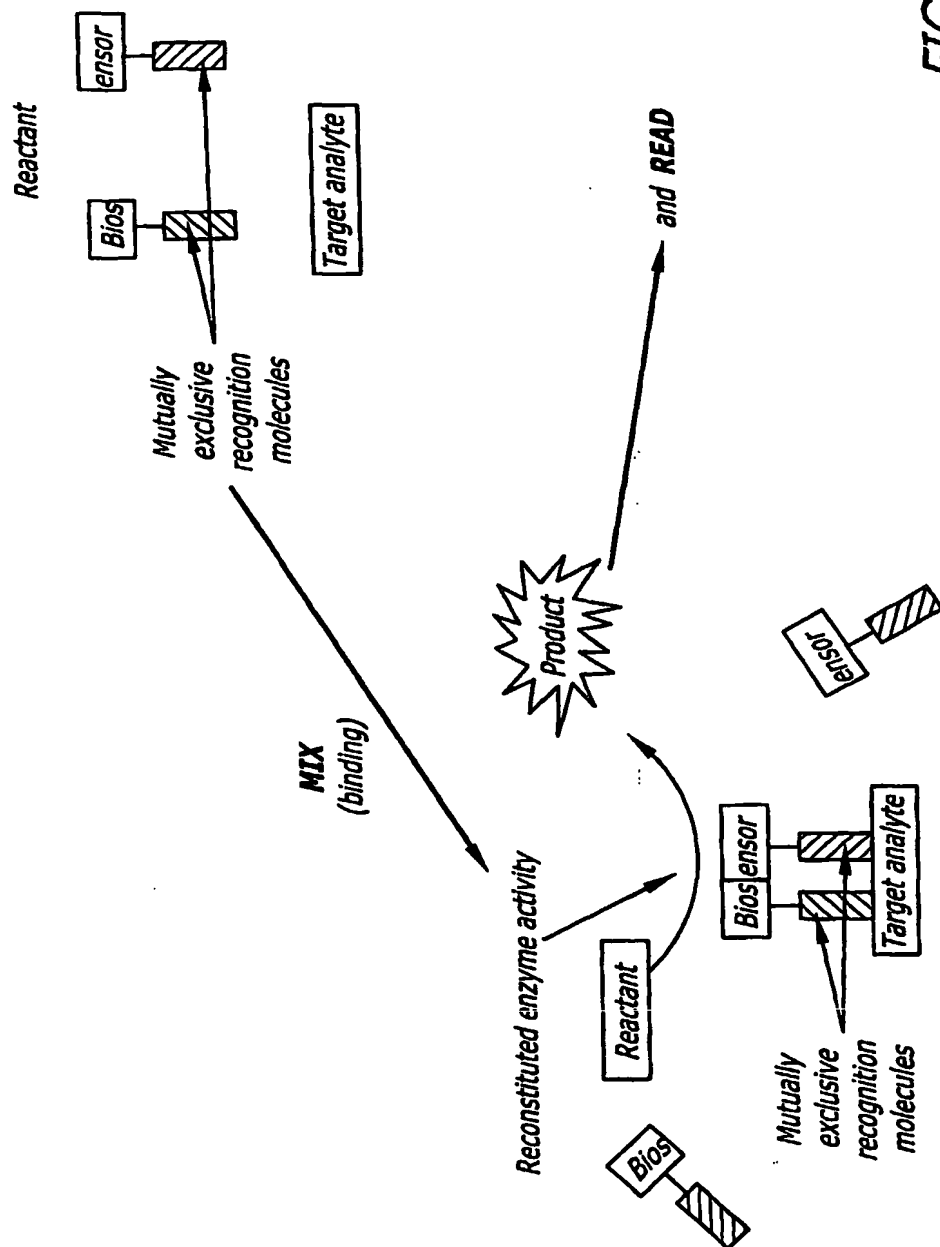 Reactant
Bios
ensor
Mutually
exclusive
recognition
molecules
Target analyte
MIX
(binding)
Reconstituted enzyme activity
Reactant
Product
and READ
Bios
Bios
ensor
ensor
Mutually
exclusive
recognition
molecules
Target analyte